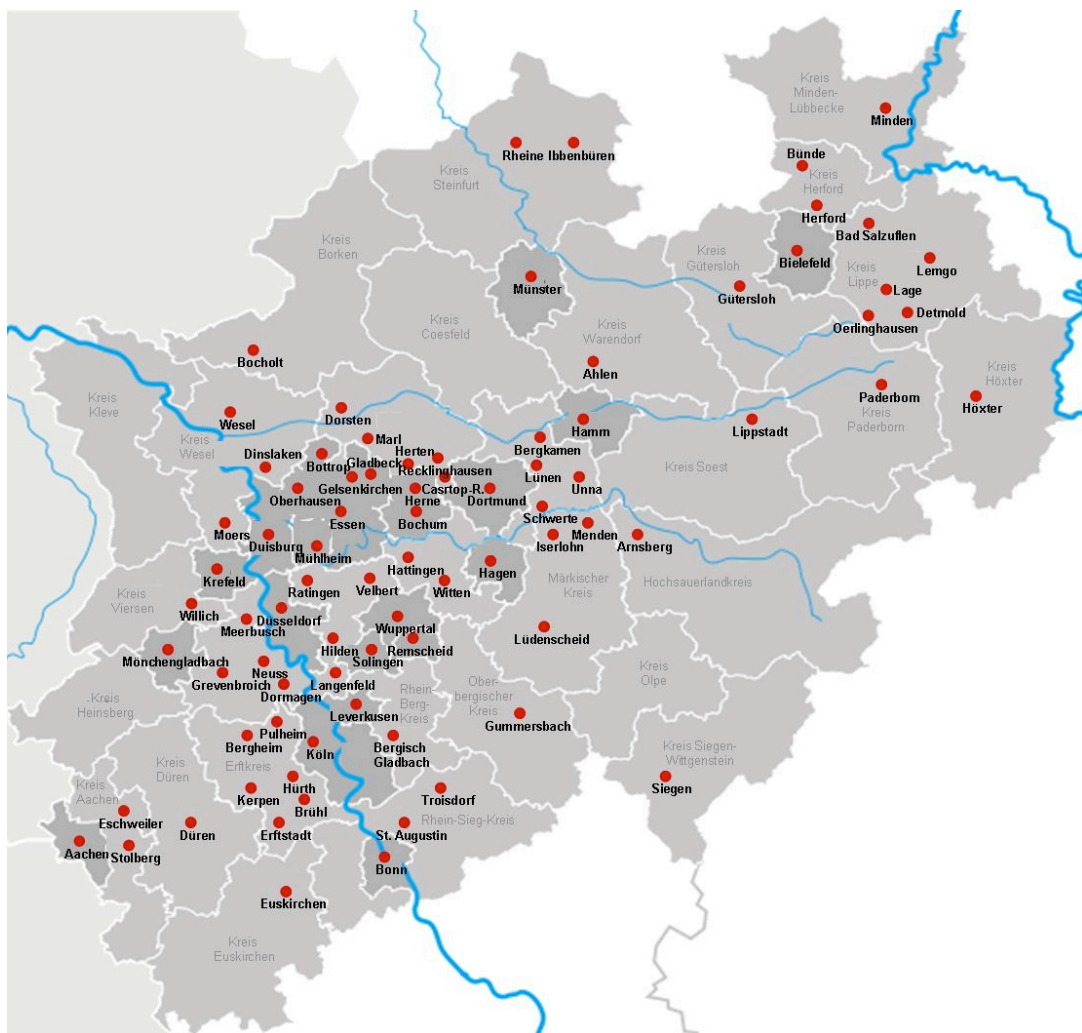 Kreis
Minden-
Lübbecke
Minden
Rheine
Ibbenbüren
Bünde
Kreis
Steinfurt
Kreis
Herford
Herford
Bad Salzuflen
Kreis
Borken
Kreis
Gütersloh
Bielefeld
Lemgo
Kreis
Lippe
Münster
Gütersloh
Lage
Oerlinghausen
Detmold
Kreis
Coesfeld
Kreis
Warendorf
Bocholt
Ahlen
Kreis
Höxter
Kreis
Kleve
Paderborn
Höxter
Kreis
Paderborn
Wesel
Dorsten
Hamm
Lippstadt
Kreis
Wesel
Marl
Herten
Bergkamen
Dinslaken
Bottrop
Gladbeck
Recklinghausen
Lünen
Kreis Soest
Gelsenkirchen
Castrop-R.
Unna
Oberhausen
Herne
Dortmund
Essen
Bochum
Schwerte
Moers
Duisburg
Menden
Iserlohn
Arnsberg
Mühlheim
Hattingen
Hagen
Krefeld
Ratingen
Velbert
Witten
Märkischer
Kreis
Hochsauerlandkreis
Kreis
Viersen
Willich
Dusseldorf
Meerbusch
Wuppertal
Lüdenscheid
Hilden
Remscheid
Solingen
Mönchengladbach
Neuss
Grevenbroich
Langenfeld
Dormagen
Kreis
Heinsberg
Rhein-
Berg-
Kreis
Ober-
bergischer
Kreis
Kreis
Olpe
Leverkusen
Gummersbach
Pulheim
Bergheim
Köln
Bergisch
Gladbach
Kreis Siegen-
Wittgenstein
Erftkreis
Kreis
Düren
Kreis
Aachen
Hürth
Kerpen
Siegen
Troisdorf
Brühl
Eschweiler
Düren
Erftstadt
Rhein-Sieg-Kreis
St. Augustin
Aachen
Stolberg
Bonn
Euskirchen
Kreis
Euskirchen